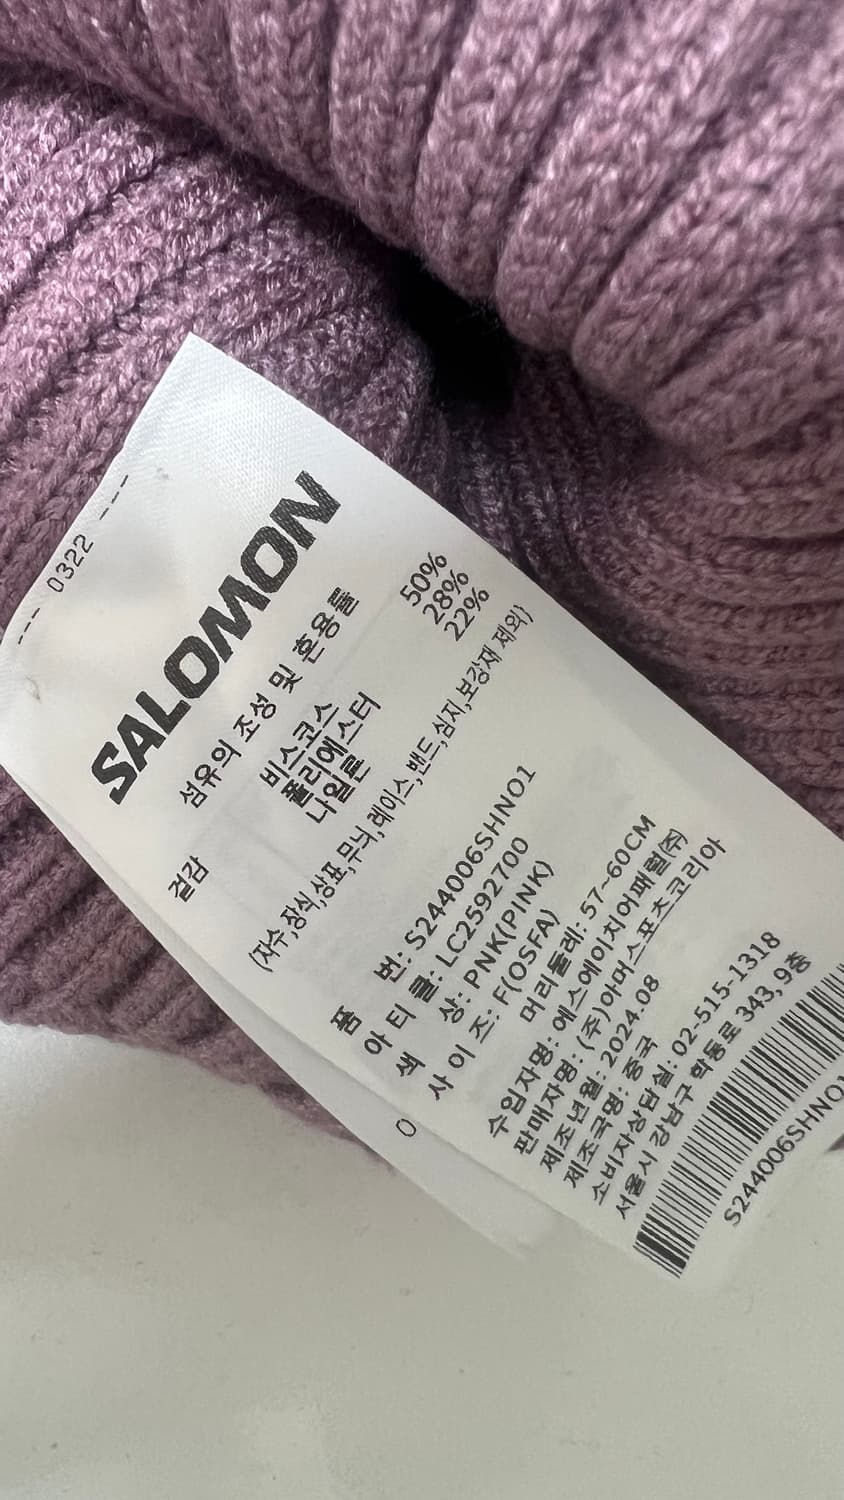 --- 0322 ---
SALOMON
섬유의 조성 및 혼용률
겉감 비스코스 50%
폴리에스터 28%
나일론 22%
(자수,장식,상표,무늬,레이스,밴드,심지,보강재 제외)
품 번: S244006SHNO1
아 티 클: LC2592700
색 상: PNK(PINK)
사 이 즈: F(OSFA)
머리둘레: 57~60CM
수입자명: 에스에이치어패럴(주)
판매자명: (주)아머스포츠코리아
제조년월: 2024.08
제조국명: 중국
소비자상담실: 02-515-1318
서울시 강남구 학동로 343, 9층
S244006SHNO1
O